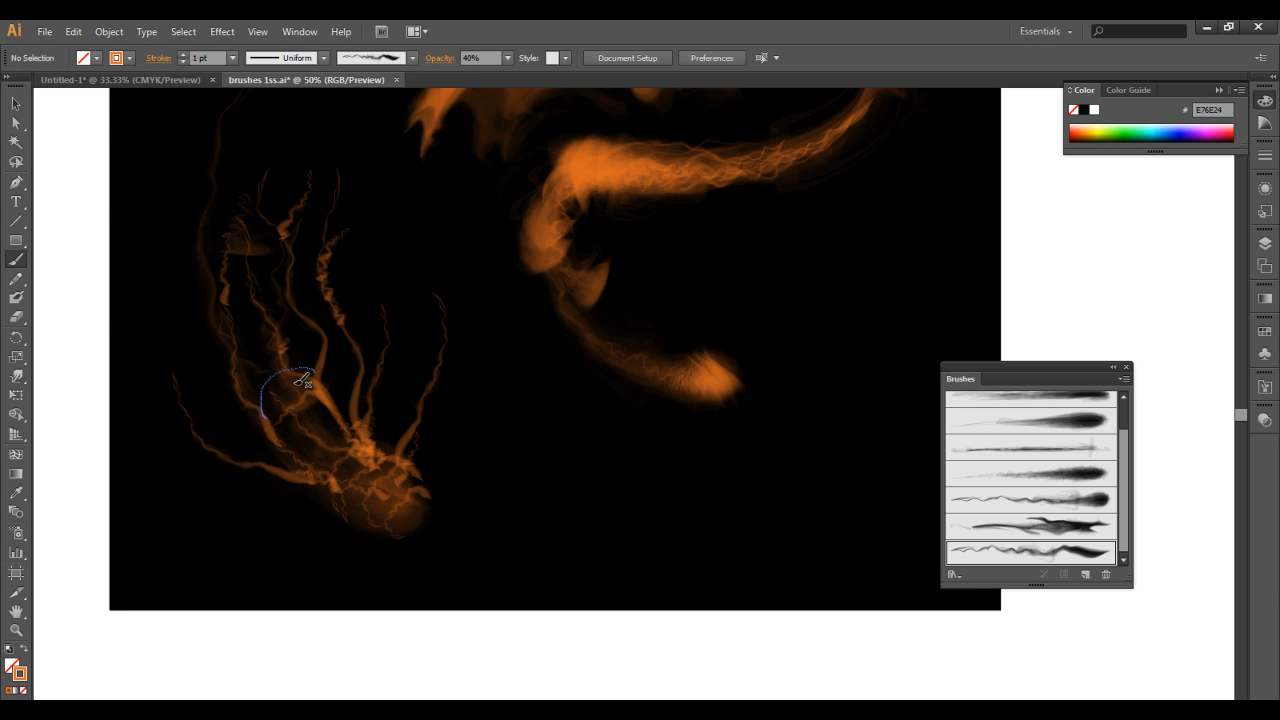 Ai File Edit Object Type Select Effect View Window Help Br Essentials
No Selection Stroke: 1 pt Uniform Opacity: 40% Style: Document Setup Preferences
Untitled-1* @ 33.33% (CMYK/Preview) × brushes 1ss.ai* @ 50% (RGB/Preview) ×
Color Color Guide
# E76E24
Brushes